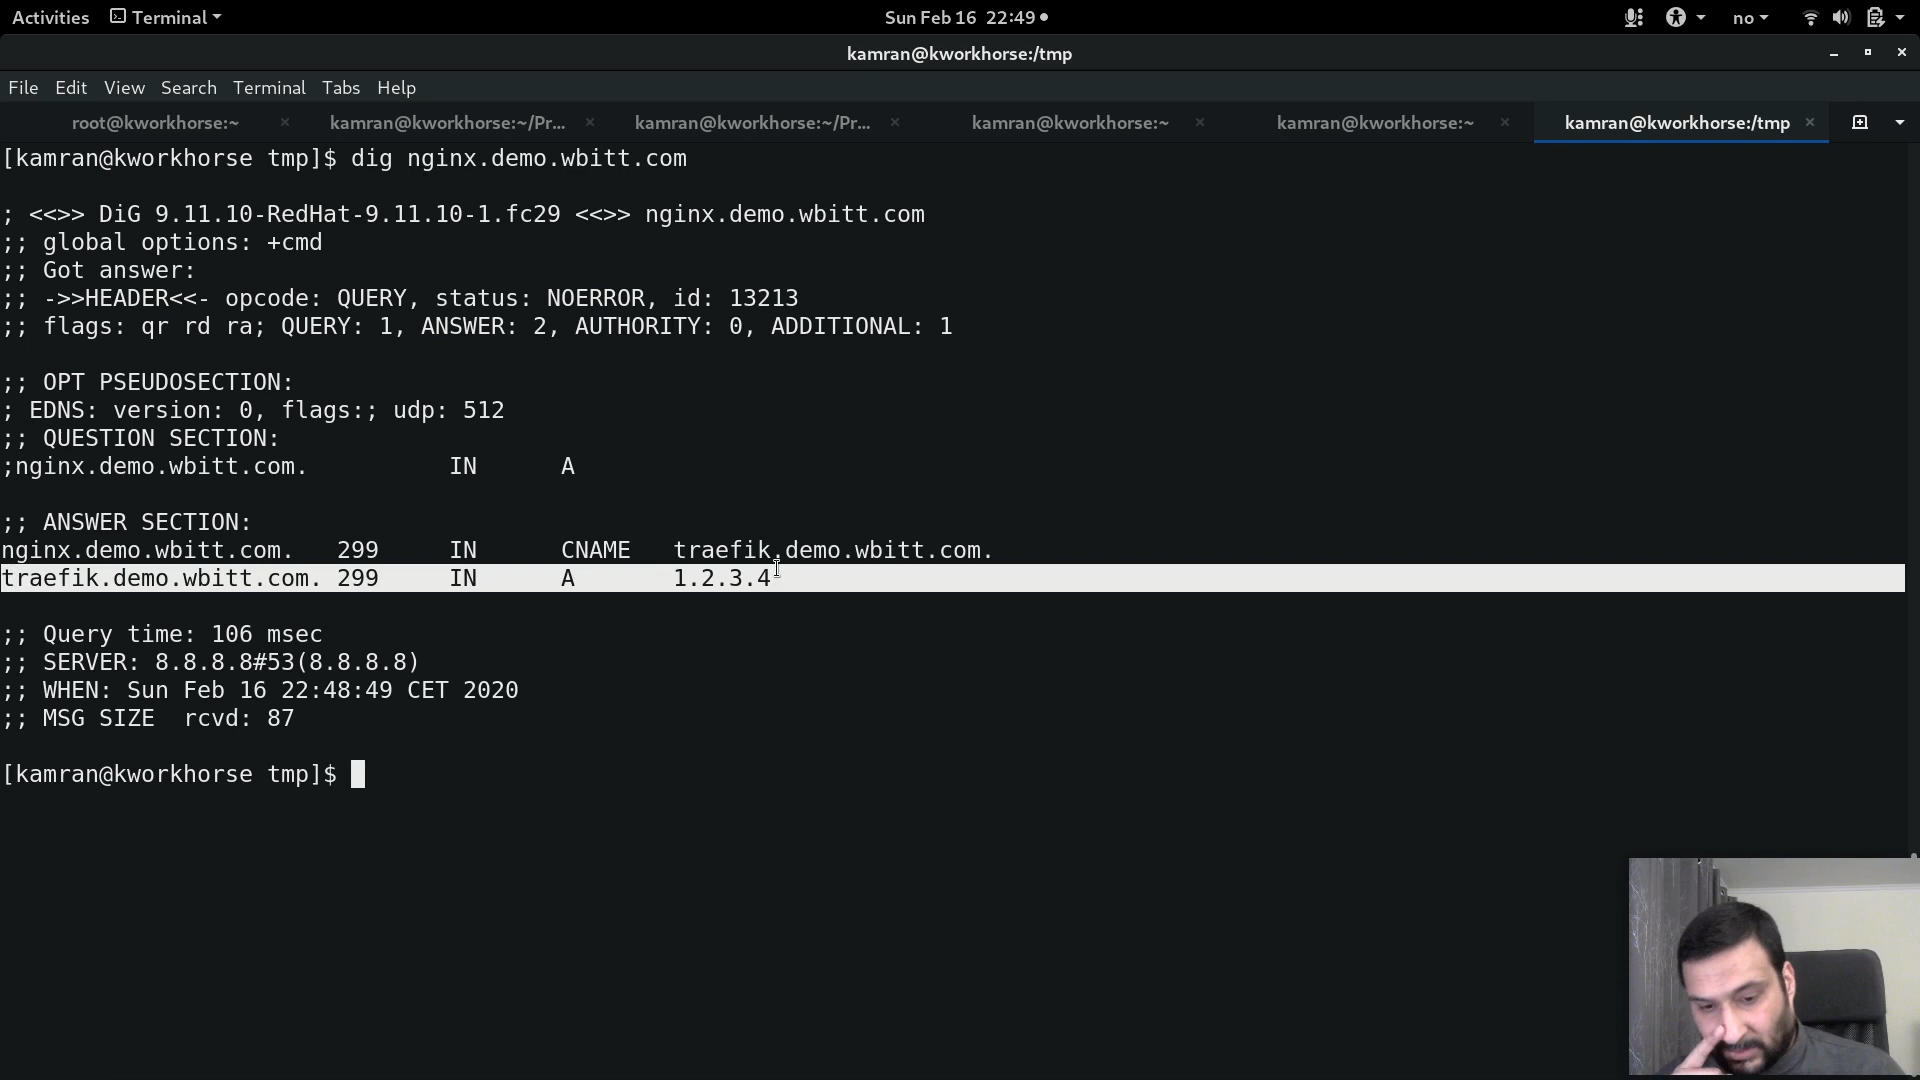 Activities Terminal Sun Feb 16 22:49 no
kamran@kworkhorse:/tmp
File Edit View Search Terminal Tabs Help
root@kworkhorse:~ kamran@kworkhorse:~/Pr... kamran@kworkhorse:~/Pr... kamran@kworkhorse:~ kamran@kworkhorse:~ kamran@kworkhorse:/tmp
[kamran@kworkhorse tmp]$ dig nginx.demo.wbitt.com
; <<>> DiG 9.11.10-RedHat-9.11.10-1.fc29 <<>> nginx.demo.wbitt.com
;; global options: +cmd
;; Got answer:
;; ->>HEADER<<- opcode: QUERY, status: NOERROR, id: 13213
;; flags: qr rd ra; QUERY: 1, ANSWER: 2, AUTHORITY: 0, ADDITIONAL: 1
;; OPT PSEUDOSECTION:
; EDNS: version: 0, flags:; udp: 512
;; QUESTION SECTION:
;nginx.demo.wbitt.com. IN A
;; ANSWER SECTION:
nginx.demo.wbitt.com. 299 IN CNAME traefik.demo.wbitt.com.
traefik.demo.wbitt.com. 299 IN A 1.2.3.4
;; Query time: 106 msec
;; SERVER: 8.8.8.8#53(8.8.8.8)
;; WHEN: Sun Feb 16 22:48:49 CET 2020
;; MSG SIZE rcvd: 87
[kamran@kworkhorse tmp]$